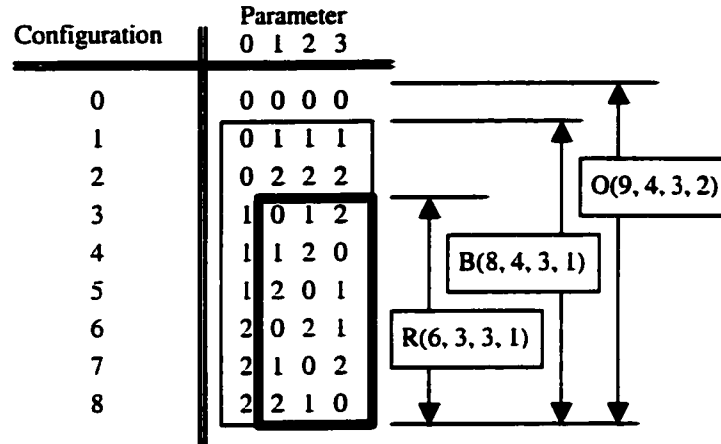 Parameter
Configuration 0 1 2 3
0 0 0 0 0
1 0 1 1 1
2 0 2 2 2
O(9, 4, 3, 2)
3 1 0 1 2
4 1 1 2 0
B(8, 4, 3, 1)
5 1 2 0 1
6 2 0 2 1
R(6, 3, 3, 1)
7 2 1 0 2
8 2 2 1 0